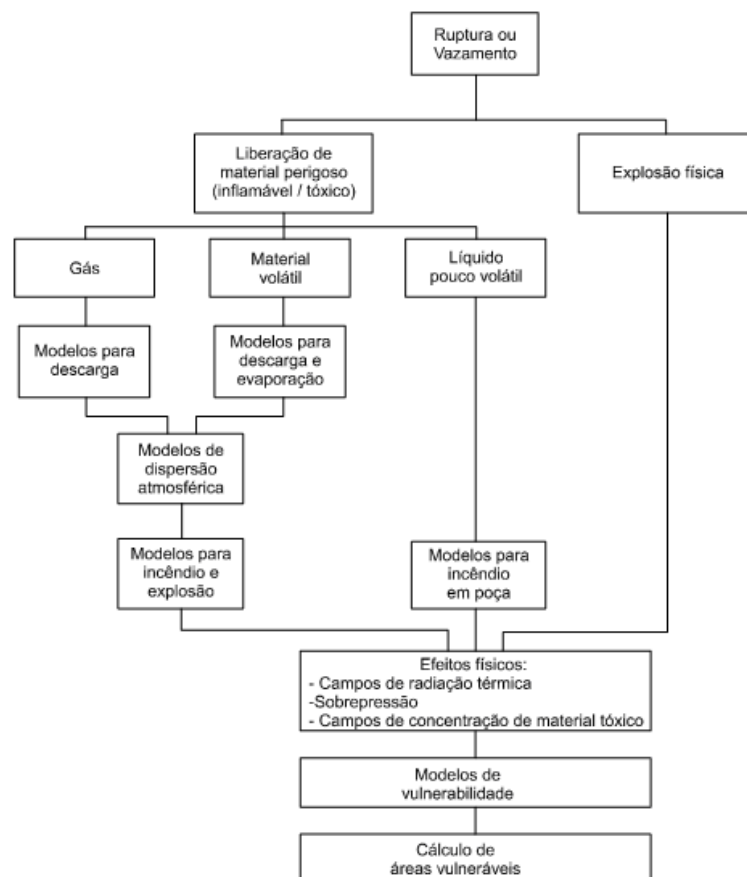 Ruptura ou
Vazamento
Liberação de
material perigoso
(inflamável / tóxico)
Explosão física
Gás
Material
volátil
Líquido
pouco volátil
Modelos para
descarga
Modelos para
descarga e
evaporação
Modelos de
dispersão
atmosférica
Modelos para
incêndio e
explosão
Modelos para
incêndio
em poça
Efeitos físicos:
- Campos de radiação térmica
-Sobrepressão
- Campos de concentração de material tóxico
Modelos de
vulnerabilidade
Cálculo de
áreas vulneráveis